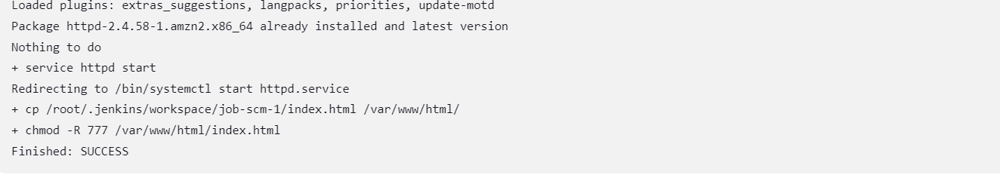 Loaded plugins: extras_suggestions, langpacks, priorities, update-motd
Package httpd-2.4.58-1.amzn2.x86_64 already installed and latest version
Nothing to do
+ service httpd start
Redirecting to /bin/systemctl start httpd.service
+ cp /root/.jenkins/workspace/job-scm-1/index.html /var/www/html/
+ chmod -R 777 /var/www/html/index.html
Finished: SUCCESS